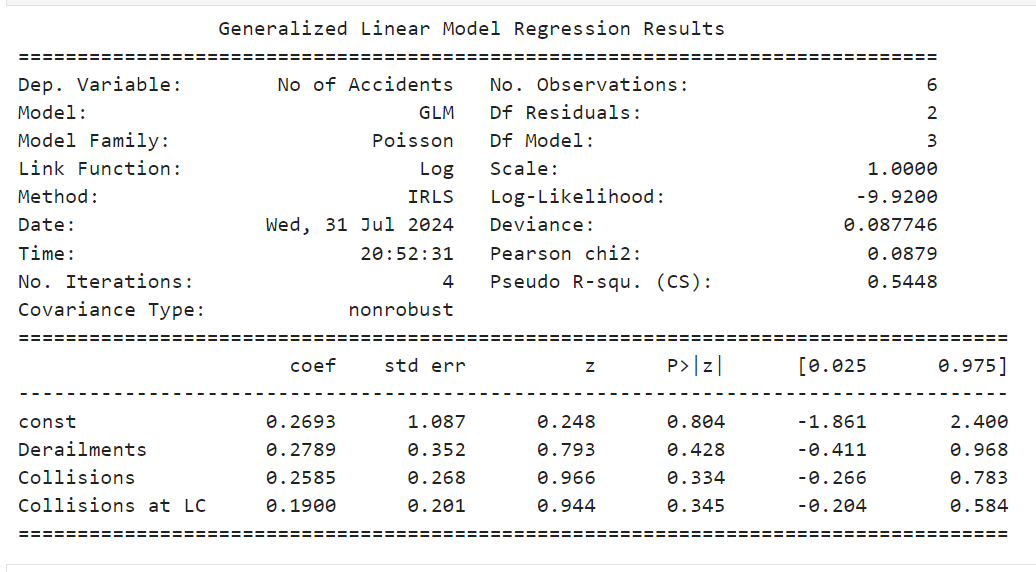 Generalized Linear Model Regression Results
==============================================================================
Dep. Variable: No of Accidents No. Observations: 6
Model: GLM Df Residuals: 2
Model Family: Poisson Df Model: 3
Link Function: Log Scale: 1.0000
Method: IRLS Log-Likelihood: -9.9200
Date: Wed, 31 Jul 2024 Deviance: 0.087746
Time: 20:52:31 Pearson chi2: 0.0879
No. Iterations: 4 Pseudo R-squ. (CS): 0.5448
Covariance Type: nonrobust
====================================================================================
coef std err z P>|z| [0.025 0.975]
------------------------------------------------------------------------------------
const 0.2693 1.087 0.248 0.804 -1.861 2.400
Derailments 0.2789 0.352 0.793 0.428 -0.411 0.968
Collisions 0.2585 0.268 0.966 0.334 -0.266 0.783
Collisions at LC 0.1900 0.201 0.944 0.345 -0.204 0.584
====================================================================================